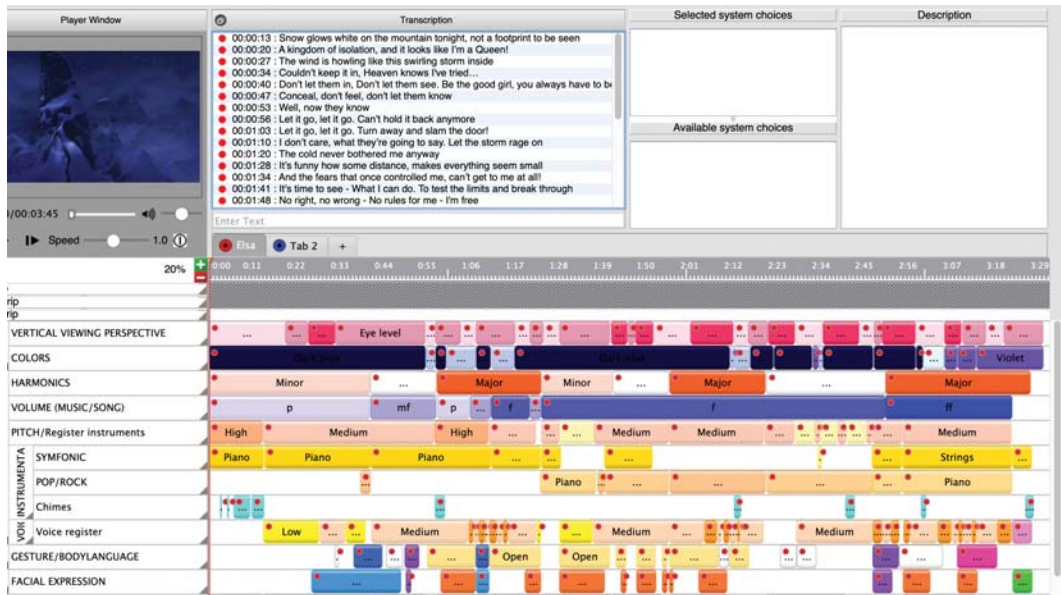 Player Window
Transcription
Selected system choices
Description
00:00:13 : Snow glows white on the mountain tonight, not a footprint to be seen
00:00:20 : A kingdom of isolation, and it looks like I'm a Queen!
00:00:27 : The wind is howling like this swirling storm inside
00:00:34 : Couldn't keep it in, Heaven knows I've tried...
00:00:40 : Don't let them in, Don't let them see. Be the good girl, you always have to be
00:00:47 : Conceal, don't feel, don't let them know
00:00:53 : Well, now they know
00:00:56 : Let it go, let it go. Can't hold it back anymore
00:01:03 : Let it go, let it go. Turn away and slam the door!
00:01:10 : I don't care, what they're going to say. Let the storm rage on
00:01:20 : The cold never bothered me anyway
00:01:28 : It's funny how some distance, makes everything seem small
00:01:34 : And the fears that once controlled me, can't get to me at all!
00:01:41 : It's time to see - What I can do. To test the limits and break through
00:01:48 : No right, no wrong - No rules for me - I'm free
Available system choices
/00:03:45
Enter Text
Speed 1.0
Elsa Tab 2 +
20% + 0:00 0:11 0:22 0:33 0:44 0:55 1:06 1:17 1:28 1:39 1:50 2:01 2:12 2:23 2:34 2:45 2:56 3:07 3:18 3:29
rip
rip
VERTICAL VIEWING PERSPECTIVE ... Eye level
COLORS Dark blue Dark blue Violet
HARMONICS Minor ... Major Minor ... Major ... Major
VOLUME (MUSIC/SONG) p mf p ... f ... f ff
PITCH/Register instruments High Medium High ... Medium Medium ... Medium
VOIC INSTRUMENTA
SYMFONIC Piano Piano Piano ... Strings ...
POP/ROCK ... Piano ... Piano
Chimes
Voice register Low ... Medium ... Medium ... Medium
GESTURE/BODYLANGUAGE ... Open Open ...
FACIAL EXPRESSION ...